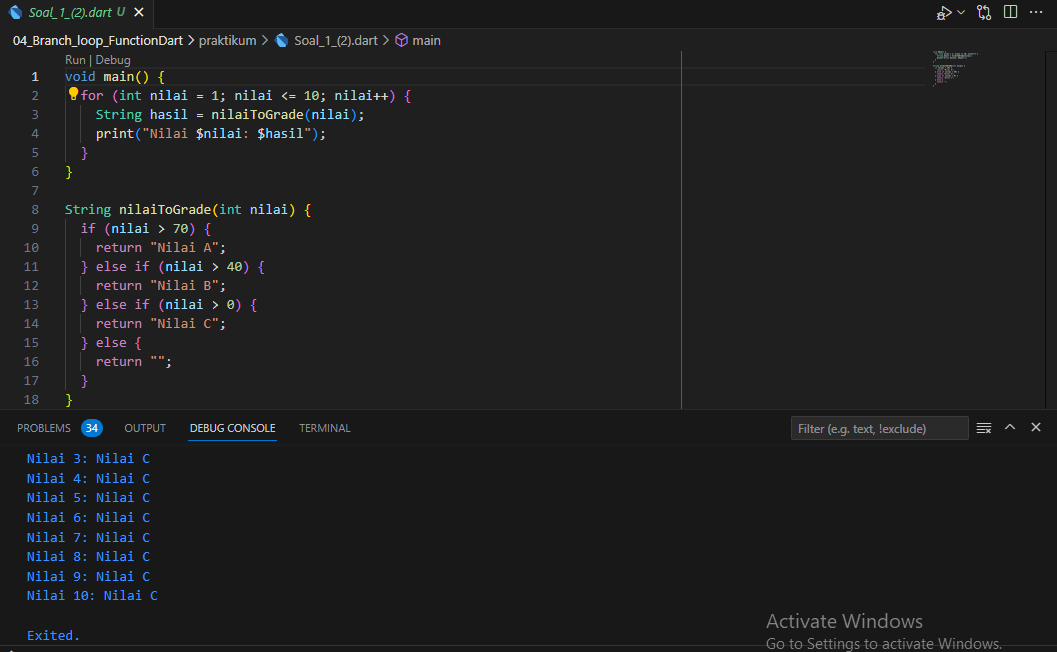 Soal_1_(2).dart U
04_Branch_loop_FunctionDart > praktikum > Soal_1_(2).dart > main
Run | Debug
1 void main() {
2 for (int nilai = 1; nilai <= 10; nilai++) {
3 String hasil = nilaiToGrade(nilai);
4 print("Nilai $nilai: $hasil");
5 }
6 }
7
8 String nilaiToGrade(int nilai) {
9 if (nilai > 70) {
10 return "Nilai A";
11 } else if (nilai > 40) {
12 return "Nilai B";
13 } else if (nilai > 0) {
14 return "Nilai C";
15 } else {
16 return "";
17 }
18 }
PROBLEMS 34 OUTPUT DEBUG CONSOLE TERMINAL Filter (e.g. text, !exclude)
Nilai 3: Nilai C
Nilai 4: Nilai C
Nilai 5: Nilai C
Nilai 6: Nilai C
Nilai 7: Nilai C
Nilai 8: Nilai C
Nilai 9: Nilai C
Nilai 10: Nilai C
Exited.
Activate Windows
Go to Settings to activate Windows.